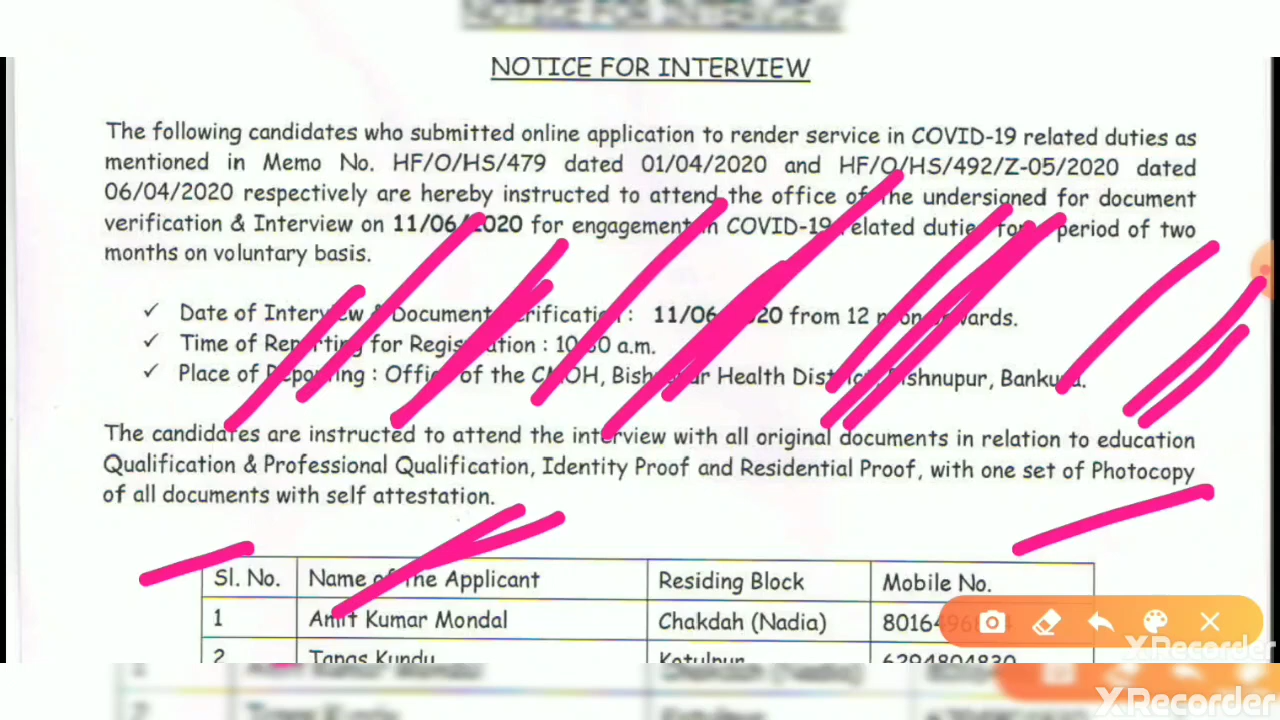 NOTICE FOR INTERVIEW
NOTICE FOR INTERVIEW
The following candidates who submitted online application to render service in COVID-19 related duties as
mentioned in Memo No. HF/O/HS/479 dated 01/04/2020 and HF/O/HS/492/Z-05/2020 dated
06/04/2020 respectively are hereby instructed to attend the office of the undersigned for document
verification & Interview on 11/06/2020 for engagement in COVID-19 related duties for period of two
months on voluntary basis.
✓ Date of Interview & Document Verification : 11/06/2020 from 12 noon onwards.
✓ Time of Reporting for Registration : 10:30 a.m.
✓ Place of Reporting : Office of the CMOH, Bishnupur Health District, Bishnupur, Bankura.
The candidates are instructed to attend the interview with all original documents in relation to education
Qualification & Professional Qualification, Identity Proof and Residential Proof, with one set of Photocopy
of all documents with self attestation.
Sl. No. Name of the Applicant Residing Block Mobile No.
1 Amit Kumar Mondal Chakdah (Nadia)
2 Tapas Kundu Kotulpur 6294804830
XRecorder
XRecorder